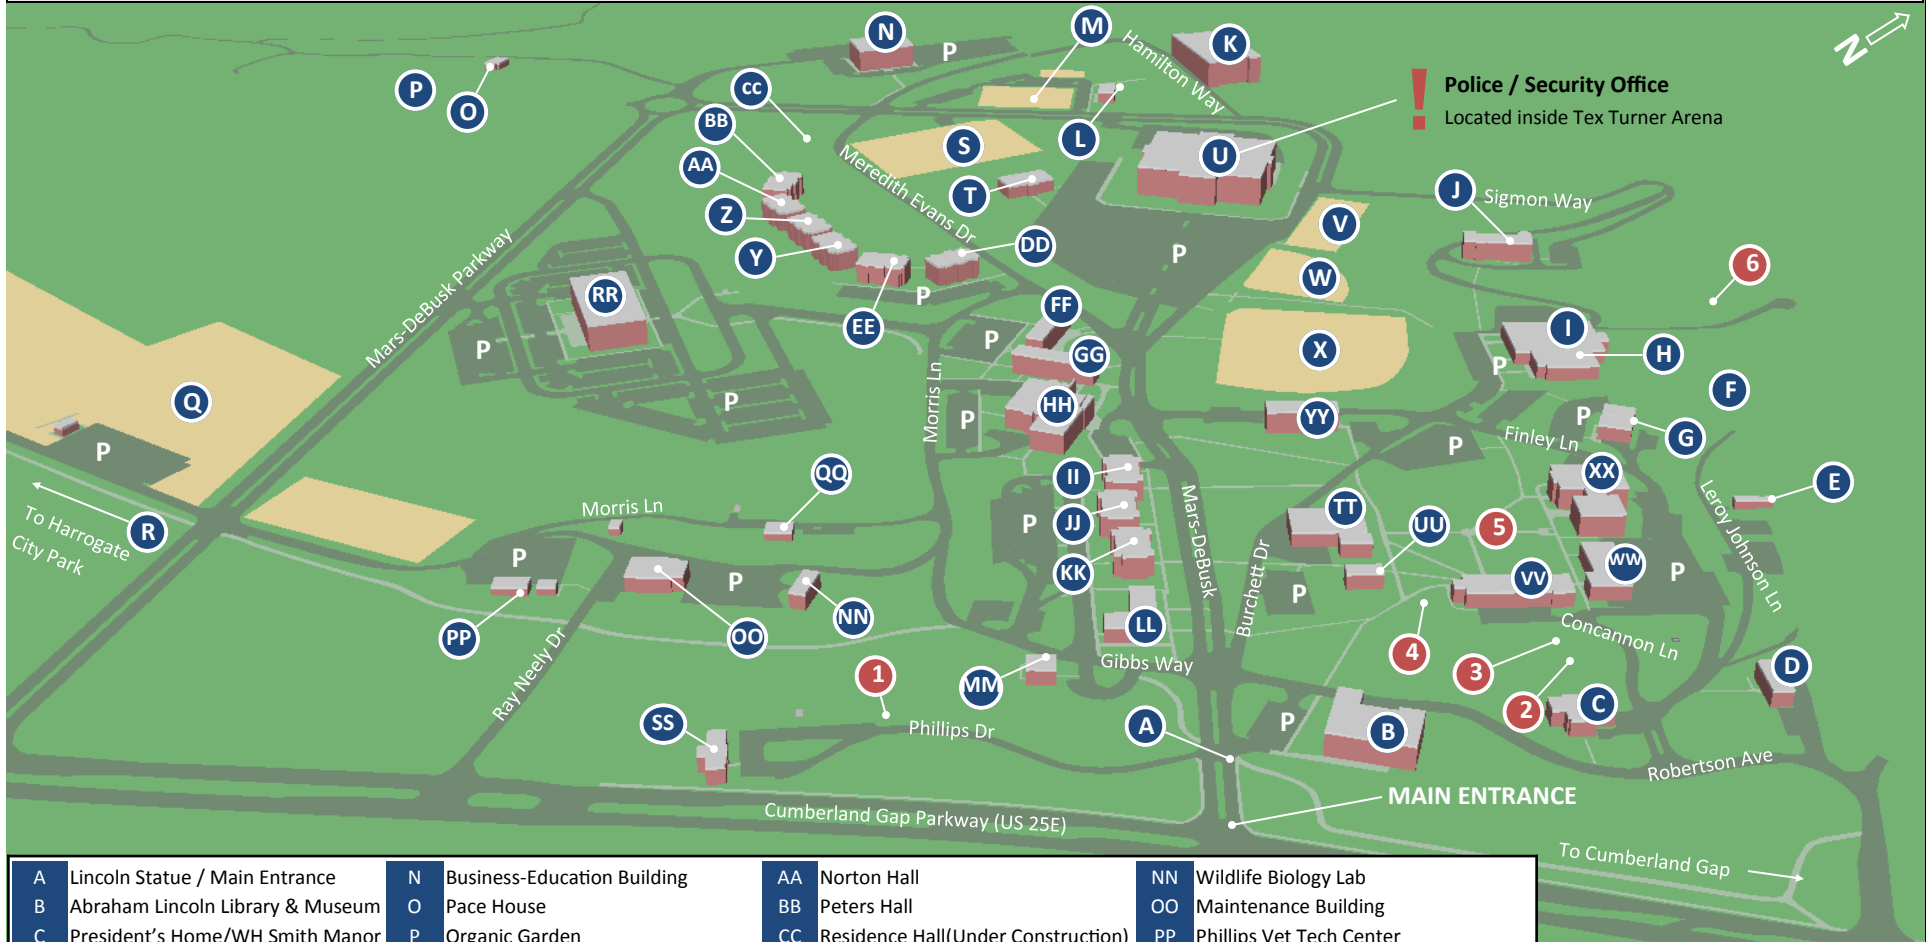 N
M
K
Hamilton Way
N
P
Police / Security Office
Located inside Tex Turner Arena
P
O
cc
BB
L
S
U
AA
Meredith Evans Dr
T
J
Sigmon Way
Z
V
Y
DD
P
6
W
Mars-DeBusk Parkway
RR
P
FF
EE
I
H
P
P
GG
X
P
Q
P
Morris Ln
P
HH
YY
P
F
G
Finley Ln
P
P
QQ
II
XX
E
To Harrogate
City Park
R
Morris Ln
P
JJ
Mars-DeBusk
TT
UU
5
Leroy Johnson Ln
P
P
KK
Burchett Dr
P
VV
WW
P
PP
OO
NN
LL
Gibbs Way
4
Concannon Ln
Ray Neely Dr
1
MM
3
D
SS
Phillips Dr
A
P
B
2
C
Robertson Ave
MAIN ENTRANCE
Cumberland Gap Parkway (US 25E)
To Cumberland Gap
A Lincoln Statue / Main Entrance N Business-Education Building AA Norton Hall NN Wildlife Biology Lab
B Abraham Lincoln Library & Museum O Pace House BB Peters Hall OO Maintenance Building
C President's Home/WH Smith Manor P Organic Garden CC Residence Hall(Under Construction) PP Phillips Vet Tech Center